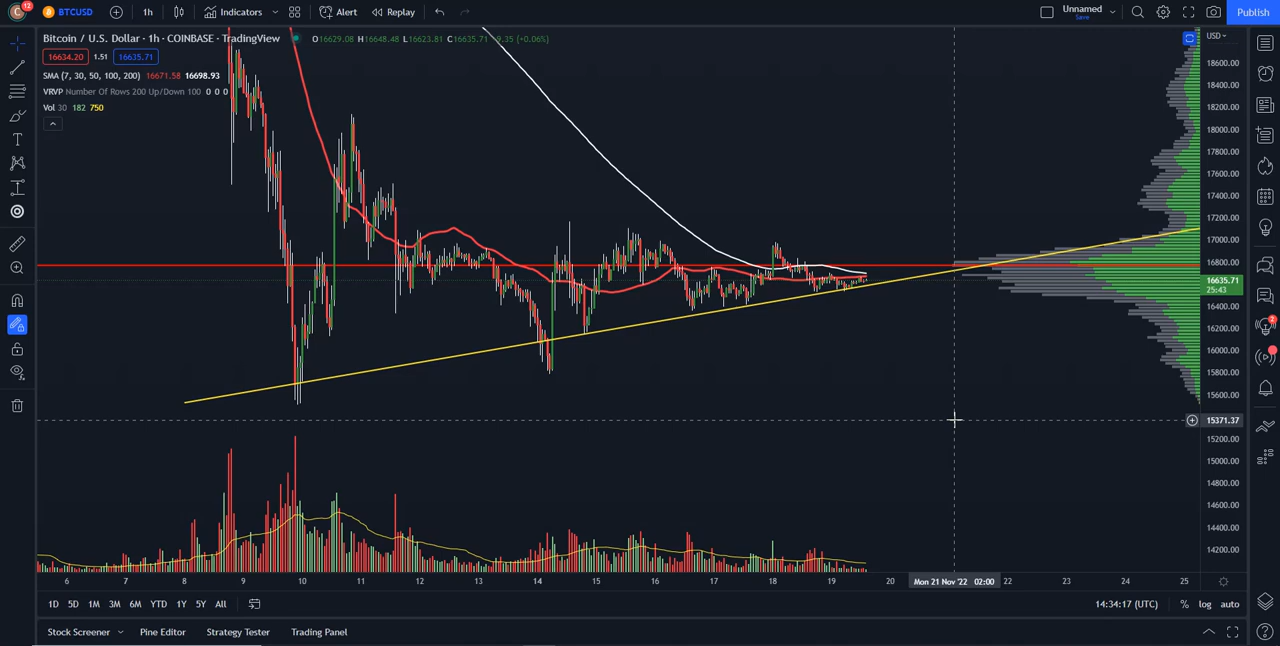 C 12 BTCUSD 1h Indicators Alert Replay Unnamed Save Publish
Bitcoin / U.S. Dollar · 1h · COINBASE · TradingView O16629.08 H16648.48 L16623.81 C16635.71 +9.35 (+0.06%) USD
16634.20 1.51 16635.71
SMA (7, 30, 50, 100, 200) 16671.58 16698.93
VRVP Number Of Rows 200 Up/Down 100 0 0 0
Vol 30 182 750
18600.00
18400.00
18200.00
18000.00
17800.00
17600.00
17400.00
17200.00
17000.00
16800.00
16635.71
25:43
16400.00
16200.00
16000.00
15800.00
15600.00
15371.37
15200.00
15000.00
14800.00
14600.00
14400.00
14200.00
2
6 7 8 9 10 11 12 13 14 15 16 17 18 19 20 Mon 21 Nov '22 02:00 22 23 24 25
1D 5D 1M 3M 6M YTD 1Y 5Y All 14:34:17 (UTC) % log auto
Stock Screener Pine Editor Strategy Tester Trading Panel